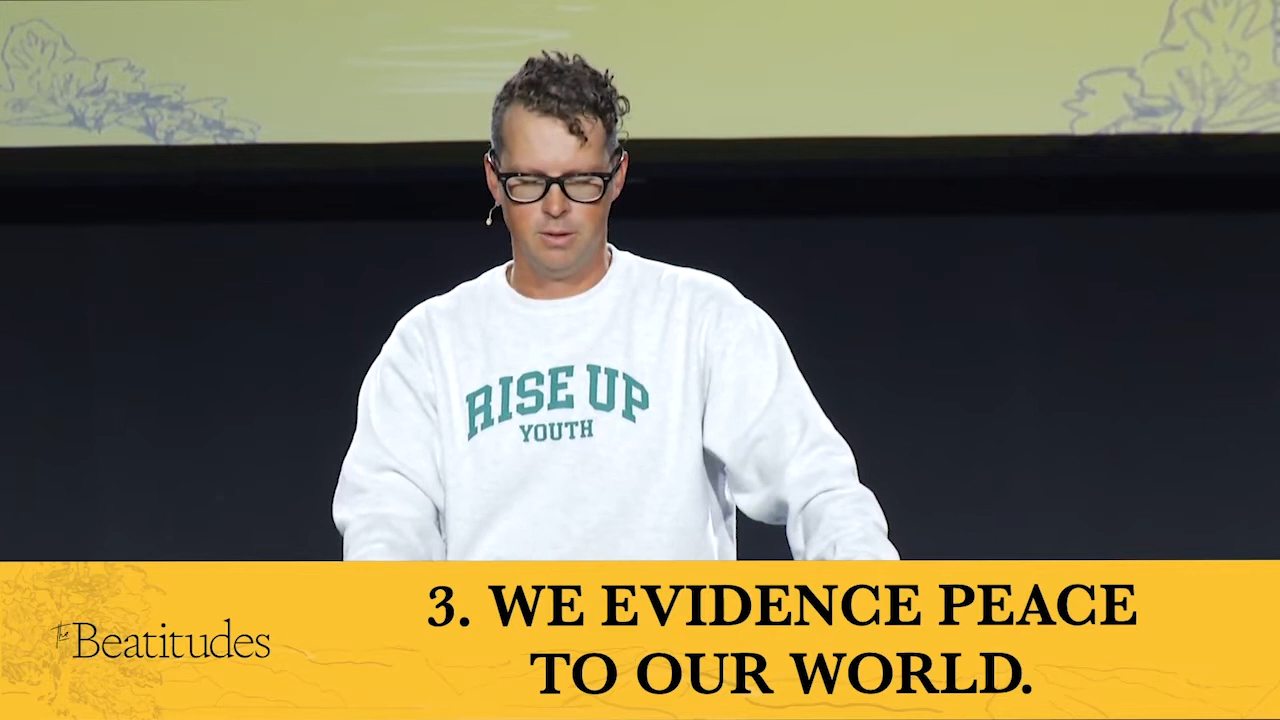 RISE UP
YOUTH
The Beatitudes
3. WE EVIDENCE PEACE
TO OUR WORLD.